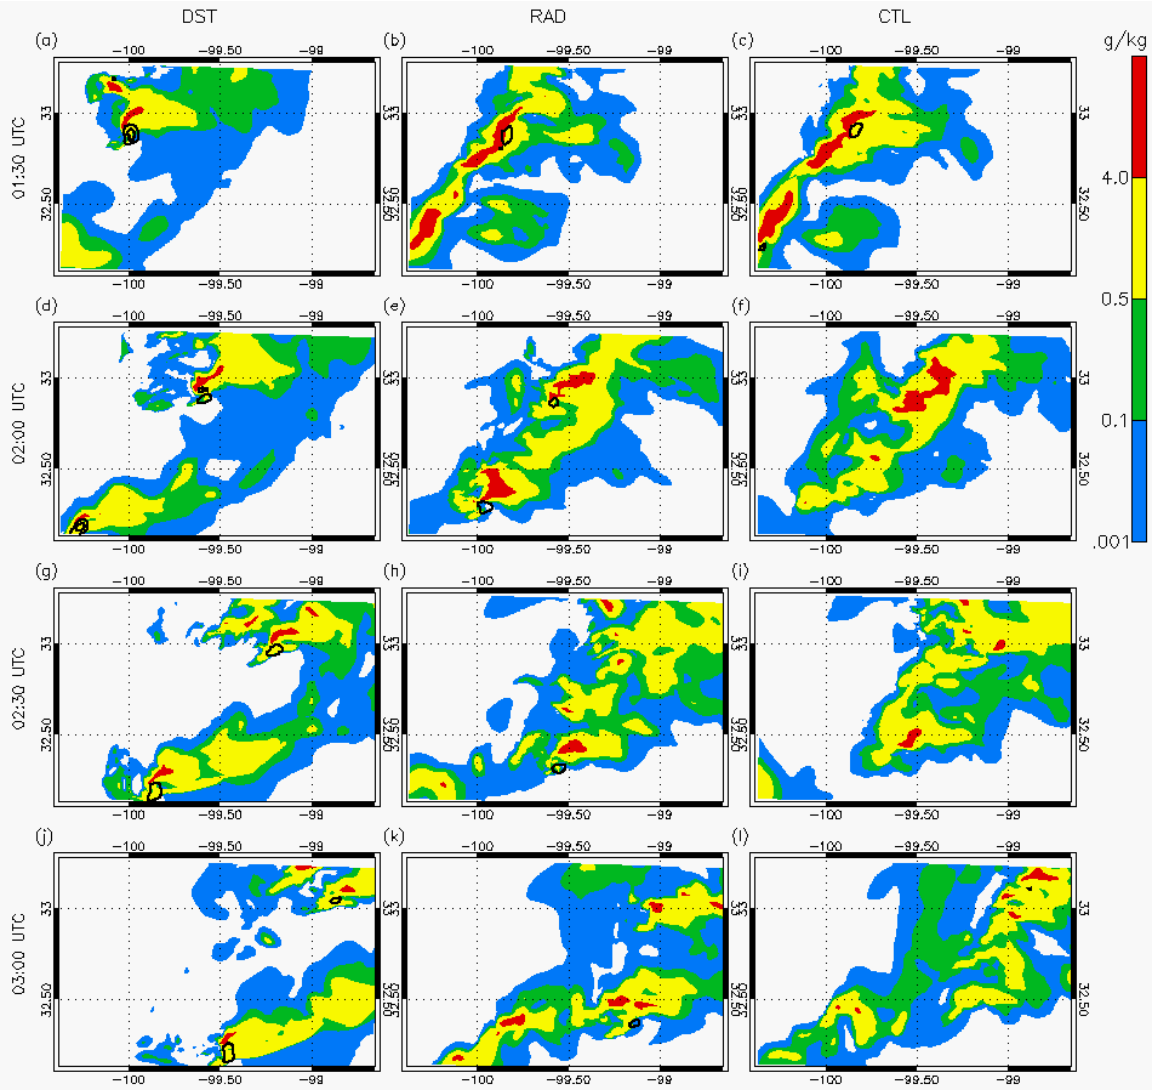 DST RAD CTL
g/kg
(a) (b) (c)
-100 -99.50 -99 -100 -99.50 -99 -100 -99.50 -99
01:30 UTC
33 33 33 33
32.50 32.50 32.50 32.50
4.0
-100 -99.50 -99 -100 -99.50 -99 -100 -99.50 -99
(d) (e) (f)
-100 -99.50 -99 -100 -99.50 -99 -100 -99.50 -99
0.5
02:00 UTC
33 33 33 33
0.1
32.50 32.50 32.50 32.50
.001
-100 -99.50 -99 -100 -99.50 -99 -100 -99.50 -99
(g) (h) (i)
-100 -99.50 -99 -100 -99.50 -99 -100 -99.50 -99
02:30 UTC
33 33 33 33
32.50 32.50 32.50 32.50
-100 -99.50 -99 -100 -99.50 -99 -100 -99.50 -99
(j) (k) (l)
-100 -99.50 -99 -100 -99.50 -99 -100 -99.50 -99
03:00 UTC
33 33 33 33
32.50 32.50 32.50 32.50
-100 -99.50 -99 -100 -99.50 -99 -100 -99.50 -99